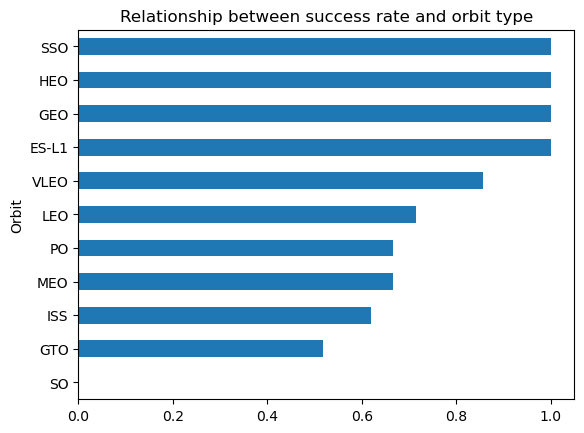 Relationship between success rate and orbit type
SSO
HEO
GEO
ES-L1
VLEO
LEO
PO
MEO
ISS
GTO
SO
Orbit
0.0 0.2 0.4 0.6 0.8 1.0